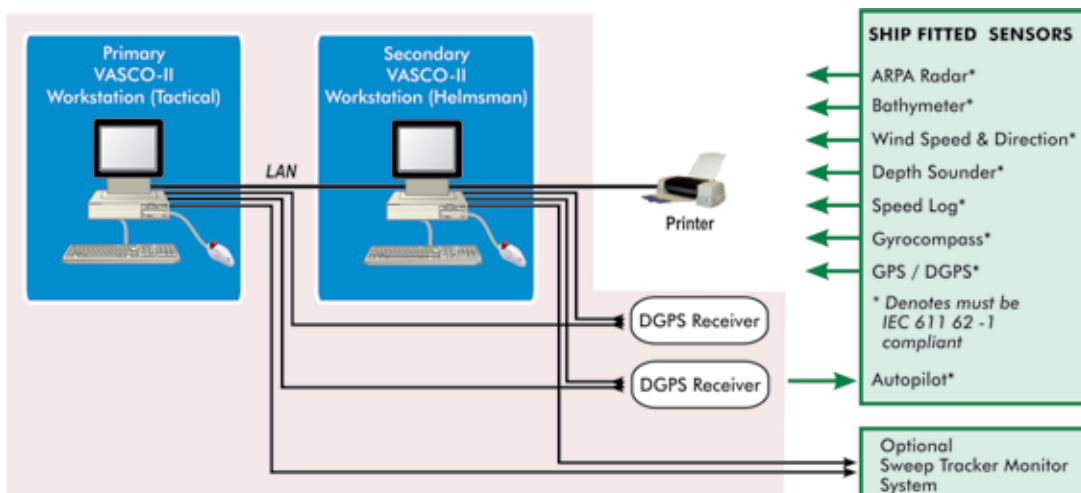 Primary
VASCO-II
Workstation (Tactical)
Secondary
VASCO-II
Workstation (Helmsman)
LAN
Printer
DGPS Receiver
DGPS Receiver
SHIP FITTED SENSORS
ARPA Radar*
Bathymeter*
Wind Speed & Direction*
Depth Sounder*
Speed Log*
Gyrocompass*
GPS / DGPS*
* Denotes must be
IEC 611 62 -1
compliant
Autopilot*
Optional
Sweep Tracker Monitor
System